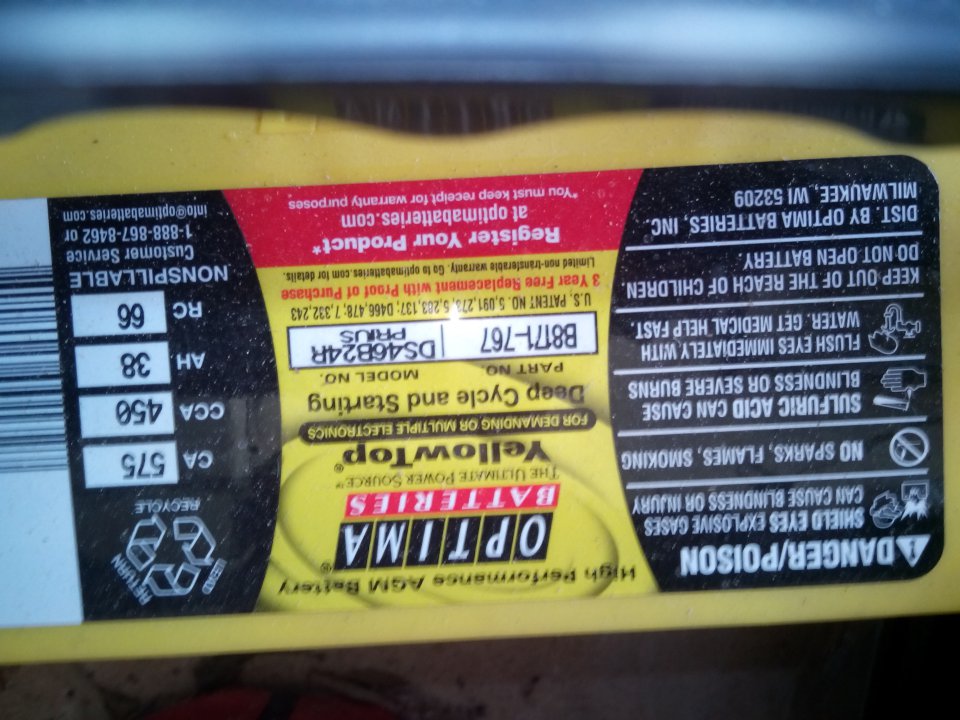 ⚠DANGER/POISON
SHIELD EYES EXPLOSIVE GASES
CAN CAUSE BLINDNESS OR INJURY
NO SPARKS, FLAMES, SMOKING
SULFURIC ACID CAN CAUSE
BLINDNESS OR SEVERE BURNS
FLUSH EYES IMMEDIATELY WITH
WATER. GET MEDICAL HELP FAST.
KEEP OUT OF THE REACH OF CHILDREN.
DO NOT OPEN BATTERY.
DIST. BY OPTIMA BATTERIES, INC
MILWAUKEE, WI 53209
High Performance AGM Battery
OPTIMA®
BATTERIES
THE ULTIMATE POWER SOURCE™
YELLOWTOP®
FOR DEMANDING OR MULTIPLE ELECTRONICS
Deep Cycle and Starting
PART NO. MODEL NO.
8171-767 DS46B24R
PRIUS
U.S. PATENT NO. 5,091,273; 5,283,137; D466,478; 7,332,243
3 Year Free Replacement with Proof of Purchase
Limited non-transferable warranty. Go to optimabatteries.com for details.
Register Your Product*
at optimabatteries.com
*You must keep receipt for warranty purposes
LEAD
RETURN
RECYCLE
CA 575
CCA 450
AH 38
RC 66
NONSPILLABLE
Customer Service
1-888-867-8462 or
info@optimabatteries.com